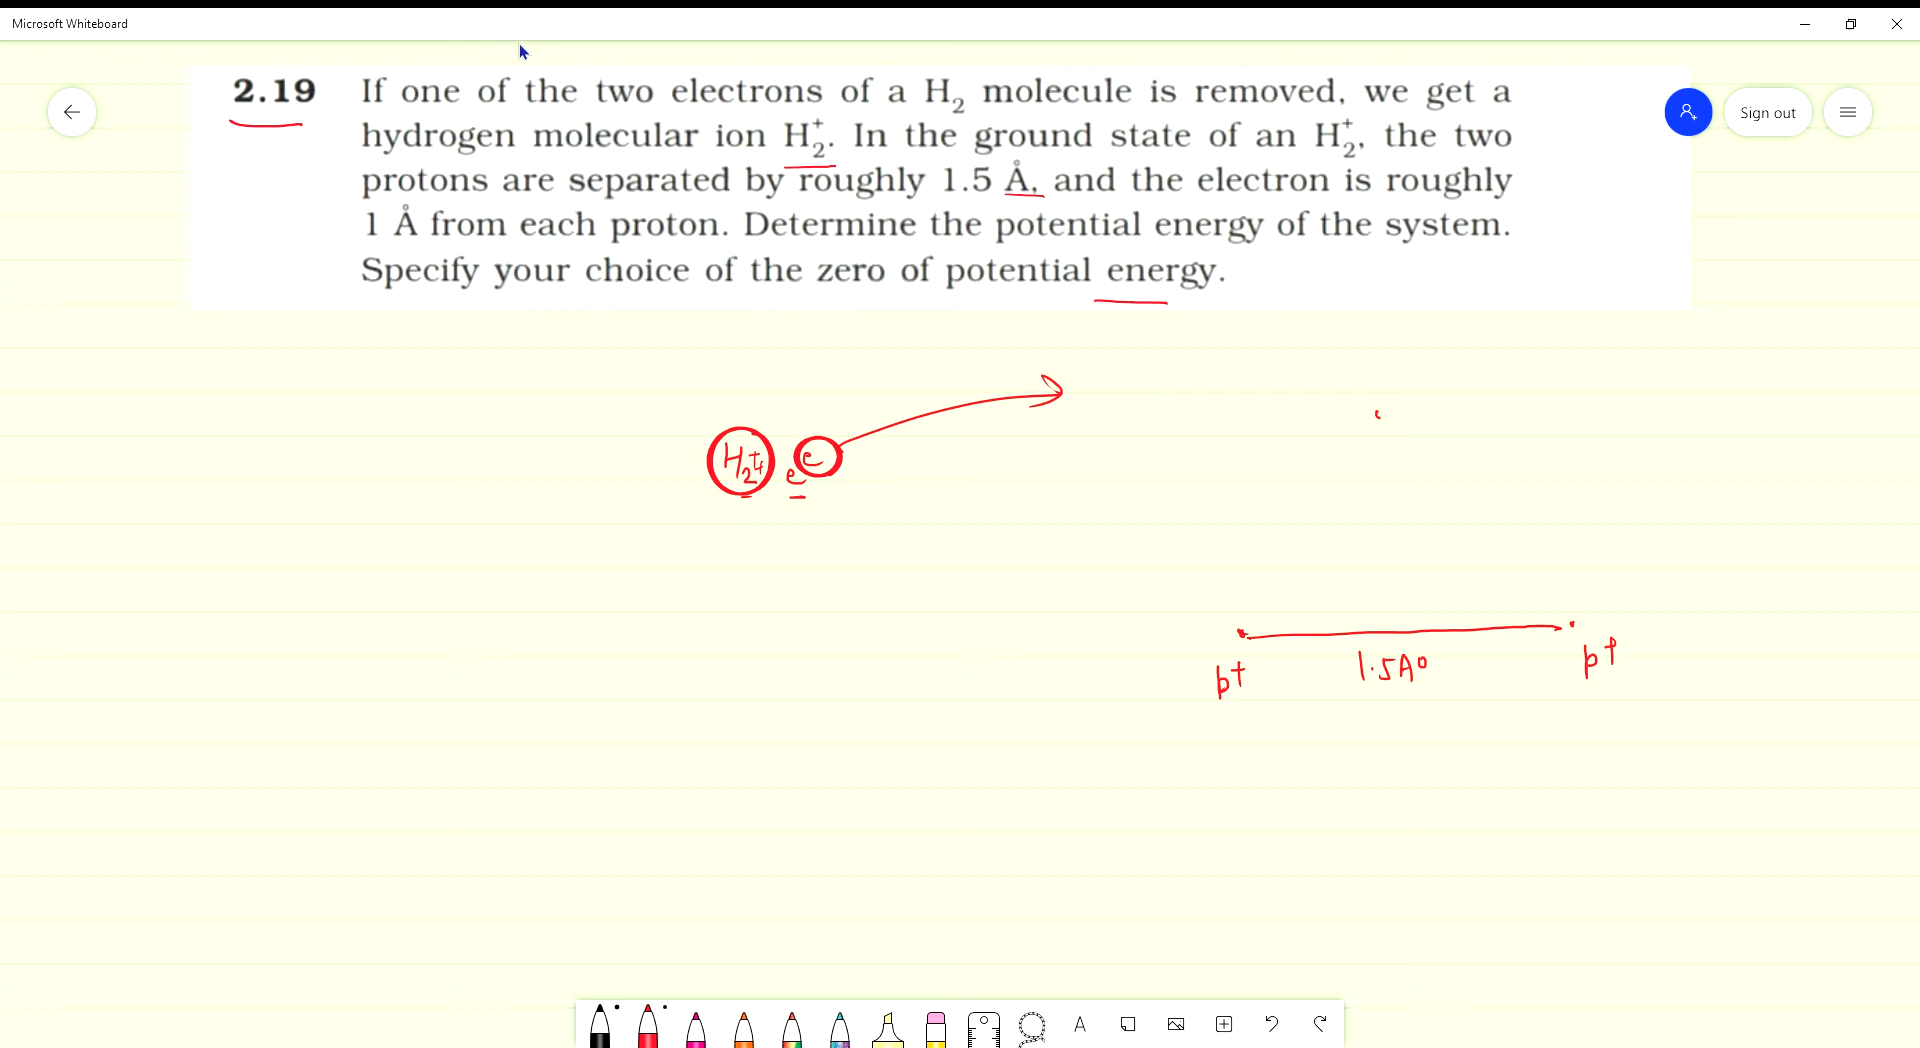 Microsoft Whiteboard
2.19 If one of the two electrons of a H₂ molecule is removed, we get a
hydrogen molecular ion H₂⁺. In the ground state of an H₂⁺, the two
protons are separated by roughly 1.5 Å, and the electron is roughly
1 Å from each proton. Determine the potential energy of the system.
Specify your choice of the zero of potential energy.
Sign out
e
e
p+ 1.5A° p+
A